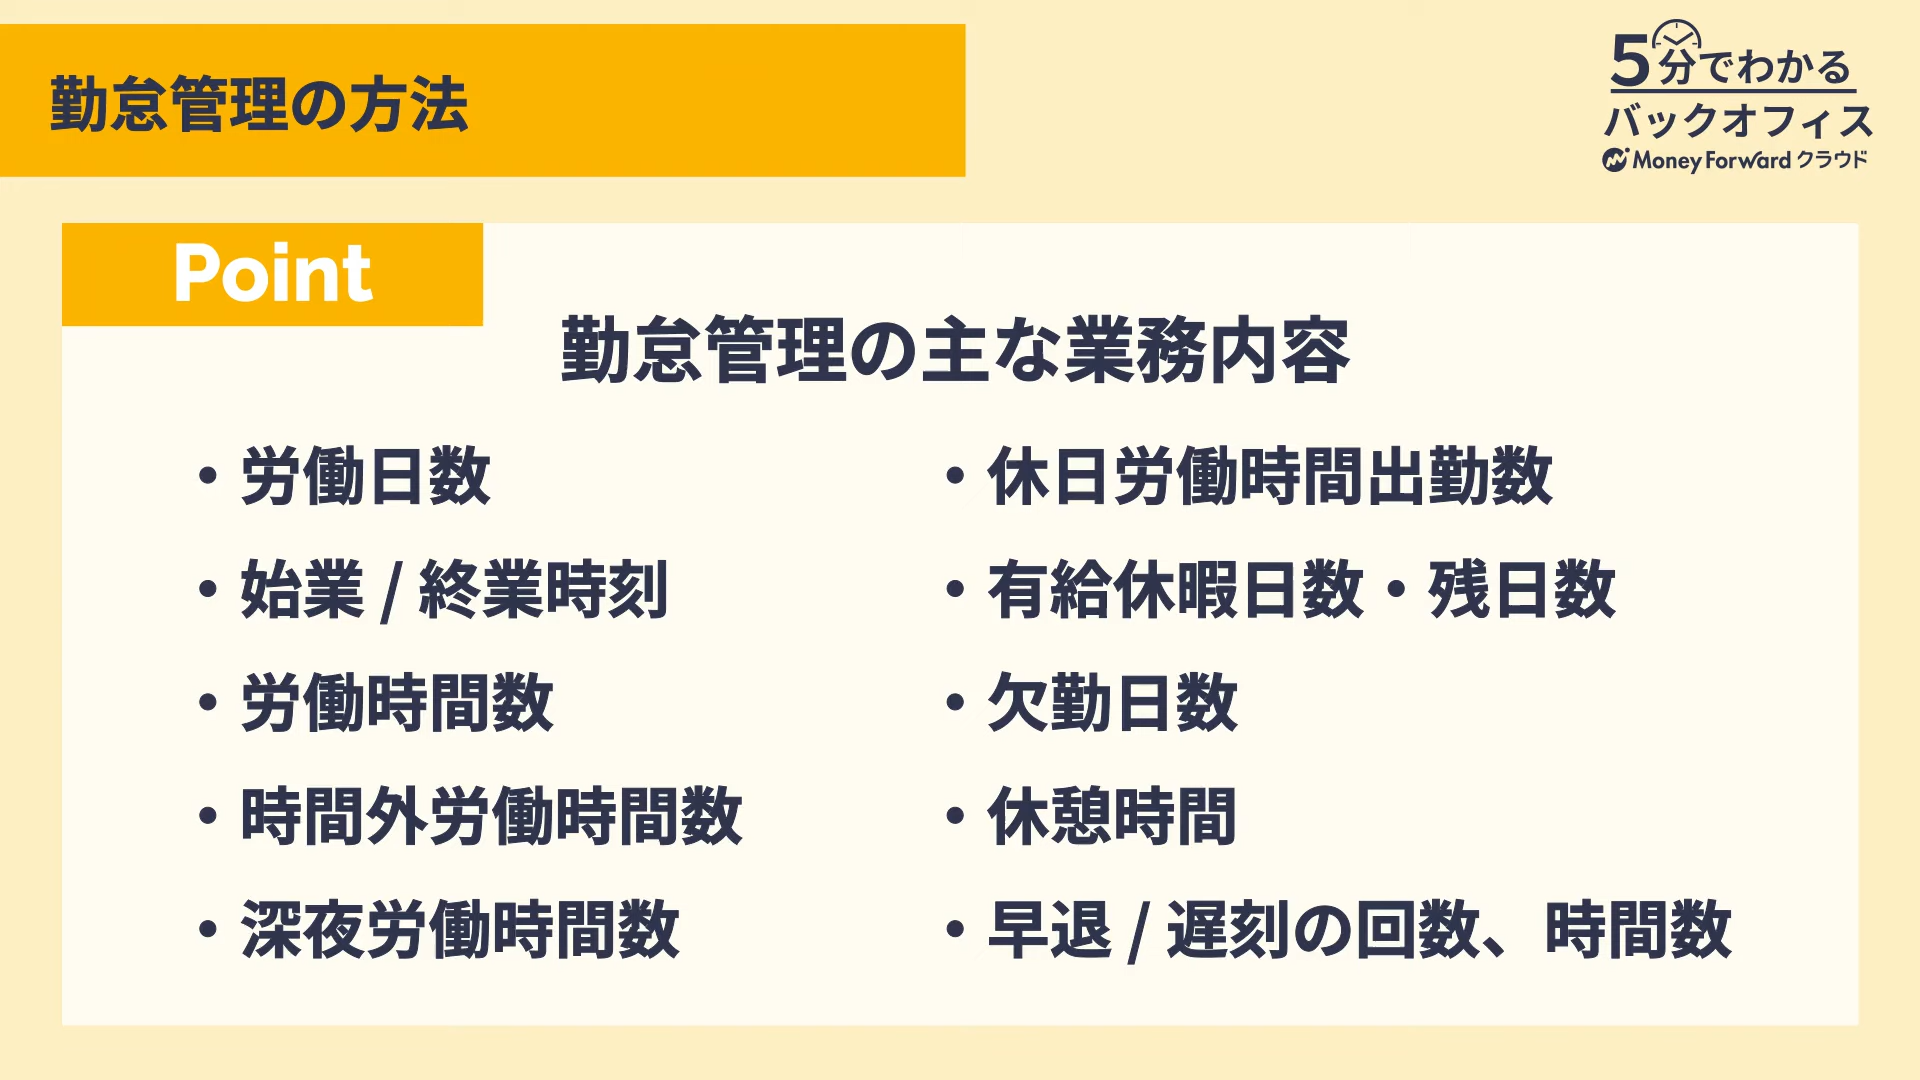 勤怠管理の方法
5分でわかる
バックオフィス
Money Forward クラウド
Point
勤怠管理の主な業務内容
・労働日数
・始業 / 終業時刻
・労働時間数
・時間外労働時間数
・深夜労働時間数
・休日労働時間出勤数
・有給休暇日数・残日数
・欠勤日数
・休憩時間
・早退 / 遅刻の回数、時間数